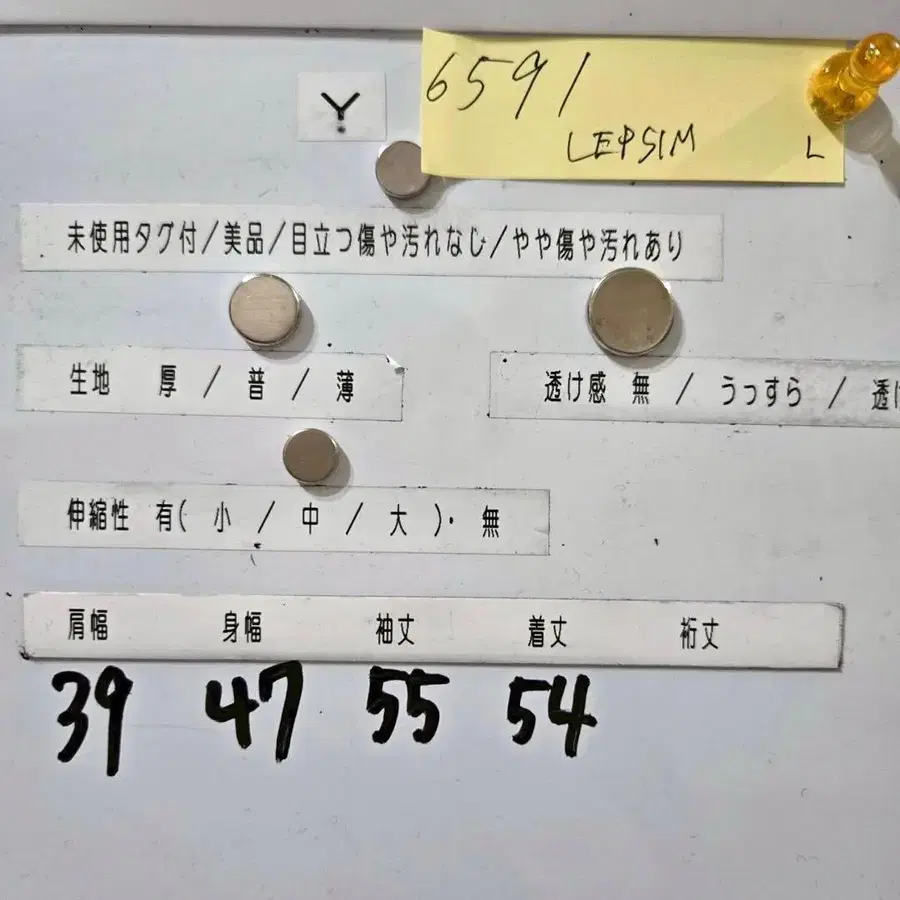 6591
Y
LEPSIM L
未使用タグ付/美品/目立つ傷や汚れなし/やや傷や汚れあり
生地 厚 / 普 / 薄
透け感 無 / うっすら / 透け
伸縮性 有( 小 / 中 / 大 )・ 無
肩幅 身幅 袖丈 着丈 裄丈
39 47 55 54